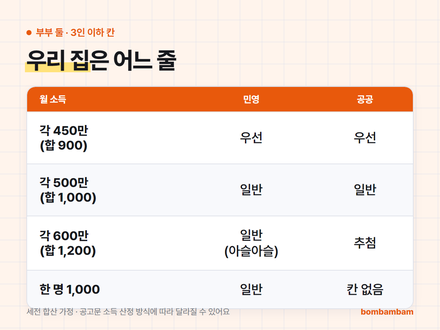 부부 둘 · 3인 이하 칸
우리 집은 어느 줄
월 소득 민영 공공
각 450만
(합 900) 우선 우선
각 500만
(합 1,000) 일반 일반
각 600만
(합 1,200) 일반
(아슬아슬) 추첨
한 명 1,000 일반 칸 없음
세전 합산 가정 · 공고문 소득 산정 방식에 따라 달라질 수 있어요
bombambam